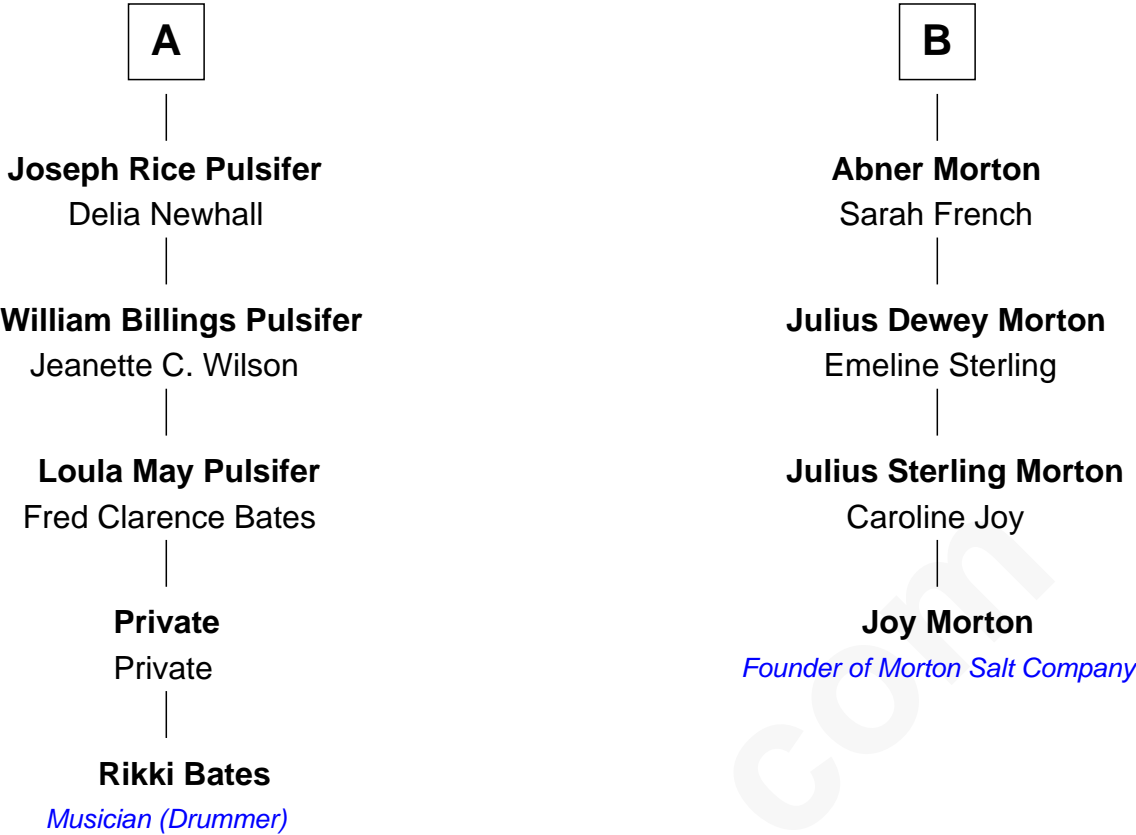 A
Joseph Rice Pulsifer
Delia Newhall
William Billings Pulsifer
Jeanette C. Wilson
Loula May Pulsifer
Fred Clarence Bates
Private
Private
Rikki Bates
Musician (Drummer)
B
Abner Morton
Sarah French
Julius Dewey Morton
Emeline Sterling
Julius Sterling Morton
Caroline Joy
Joy Morton
Founder of Morton Salt Company
com